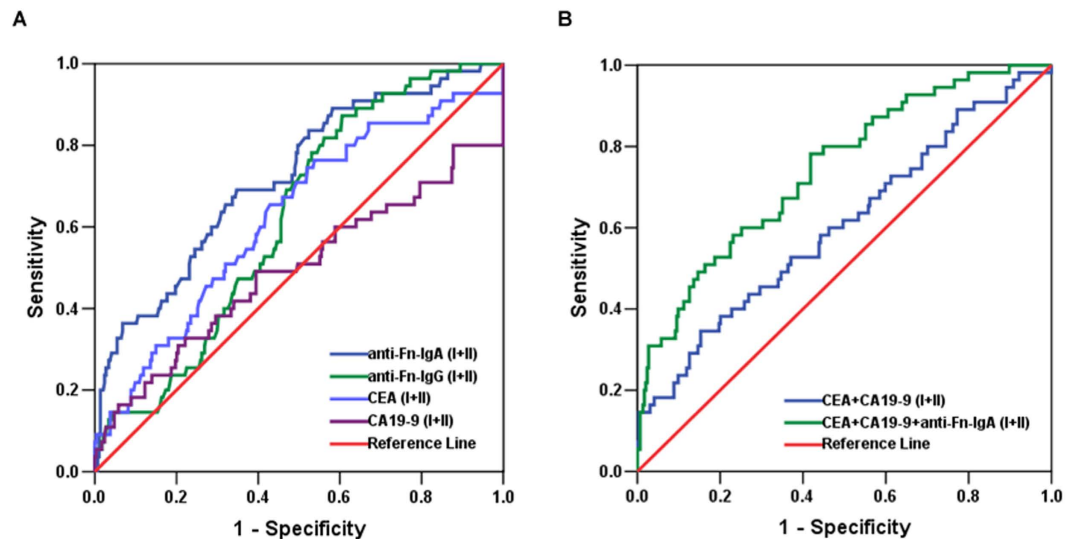 A
Sensitivity
1.0
0.8
0.6
0.4
0.2
0.0
anti-Fn-IgA (I+II)
anti-Fn-IgG (I+II)
CEA (I+II)
CA19-9 (I+II)
Reference Line
0.0 0.2 0.4 0.6 0.8 1.0
1 - Specificity
B
Sensitivity
1.0
0.8
0.6
0.4
0.2
0.0
CEA+CA19-9 (I+II)
CEA+CA19-9+anti-Fn-IgA (I+II)
Reference Line
0.0 0.2 0.4 0.6 0.8 1.0
1 - Specificity